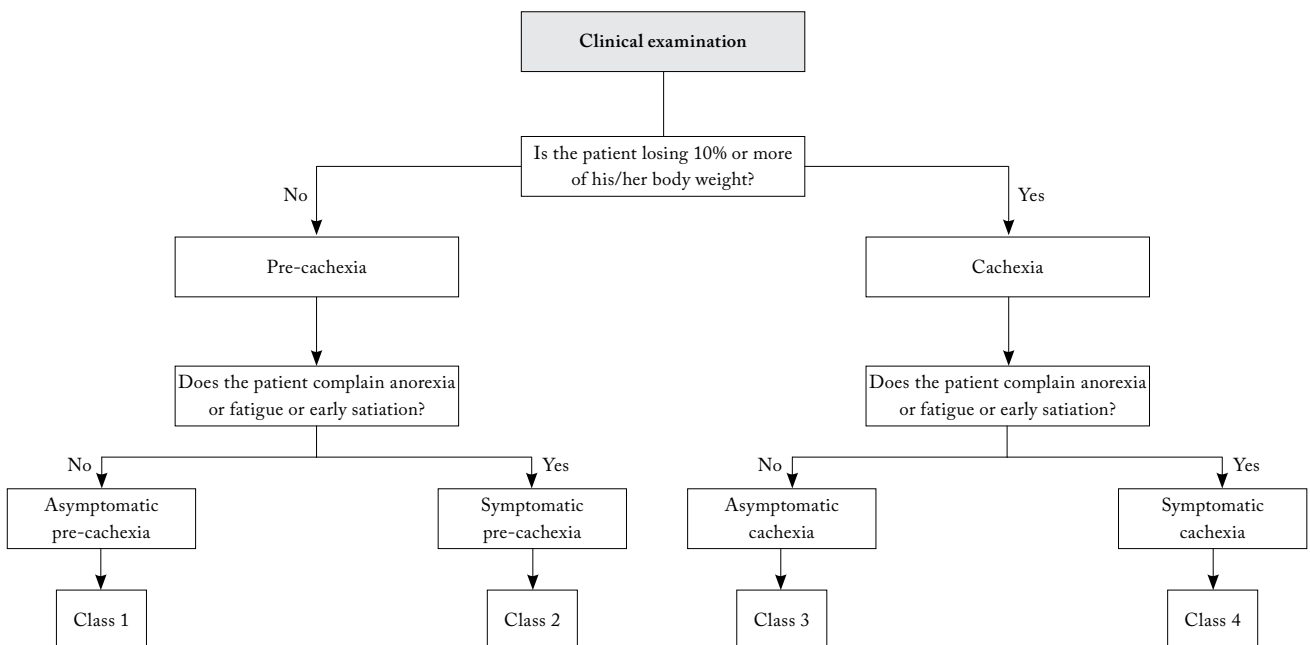 Clinical examination
Is the patient losing 10% or more
of his/her body weight?
No
Yes
Pre-cachexia
Cachexia
Does the patient complain anorexia
or fatigue or early satiation?
Does the patient complain anorexia
or fatigue or early satiation?
No
Yes
No
Yes
Asymptomatic
pre-cachexia
Symptomatic
pre-cachexia
Asymptomatic
cachexia
Symptomatic
cachexia
Class 1
Class 2
Class 3
Class 4